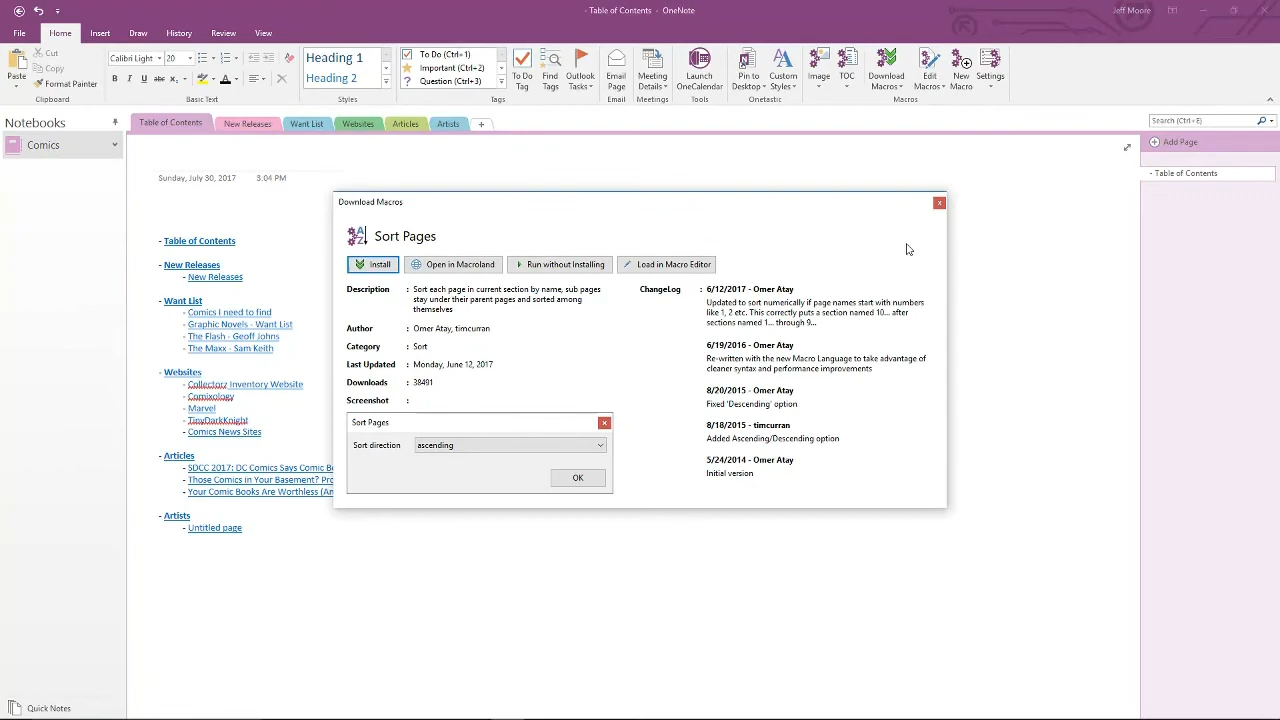 - Table of Contents - OneNote
Jeff Moore
File Home Insert Draw History Review View
Cut
Copy
Format Painter
Paste
Clipboard
Calibri Light 20
B I U abc x₂ A
Basic Text
Heading 1
Heading 2
Styles
To Do (Ctrl+1)
Important (Ctrl+2)
? Question (Ctrl+3)
Tags
To Do
Tag
Find
Tags
Outlook
Tasks
Email
Page
Email
Meeting
Details
Meetings
Launch
OneCalendar
Tools
Pin to
Desktop
Custom
Styles
Onetastic
Image
TOC
Download
Macros
Edit
Macros
New
Macro
Settings
Macros
Notebooks
Comics
Table of Contents New Releases Want List Websites Articles Artists +
Search (Ctrl+E)
Add Page
- Table of Contents
Sunday, July 30, 2017 3:04 PM
- Table of Contents
- New Releases
- New Releases
- Want List
- Comics I need to find
- Graphic Novels - Want List
- The Flash - Geoff Johns
- The Maxx - Sam Keith
- Websites
- Collectorz Inventory Website
- Comixology
- Marvel
- TinyDarkKnight
- Comics News Sites
- Articles
- SDCC 2017: DC Comics Says Comic B
- Those Comics in Your Basement? Pro
- Your Comic Books Are Worthless (An
- Artists
- Untitled page
Download Macros
x
Sort Pages
Install Open in Macroland Run without Installing Load in Macro Editor
Description : Sort each page in current section by name, sub pages
stay under their parent pages and sorted among
themselves
Author : Omer Atay, timcurran
Category : Sort
Last Updated : Monday, June 12, 2017
Downloads : 38491
Screenshot :
Sort Pages
x
Sort direction ascending
OK
ChangeLog : 6/12/2017 - Omer Atay
Updated to sort numerically if page names start with numbers
like 1, 2 etc. This correctly puts a section named 10... after
sections named 1... through 9...
6/19/2016 - Omer Atay
Re-written with the new Macro Language to take advantage of
cleaner syntax and performance improvements
8/20/2015 - Omer Atay
Fixed 'Descending' option
8/18/2015 - timcurran
Added Ascending/Descending option
5/24/2014 - Omer Atay
Initial version
Quick Notes